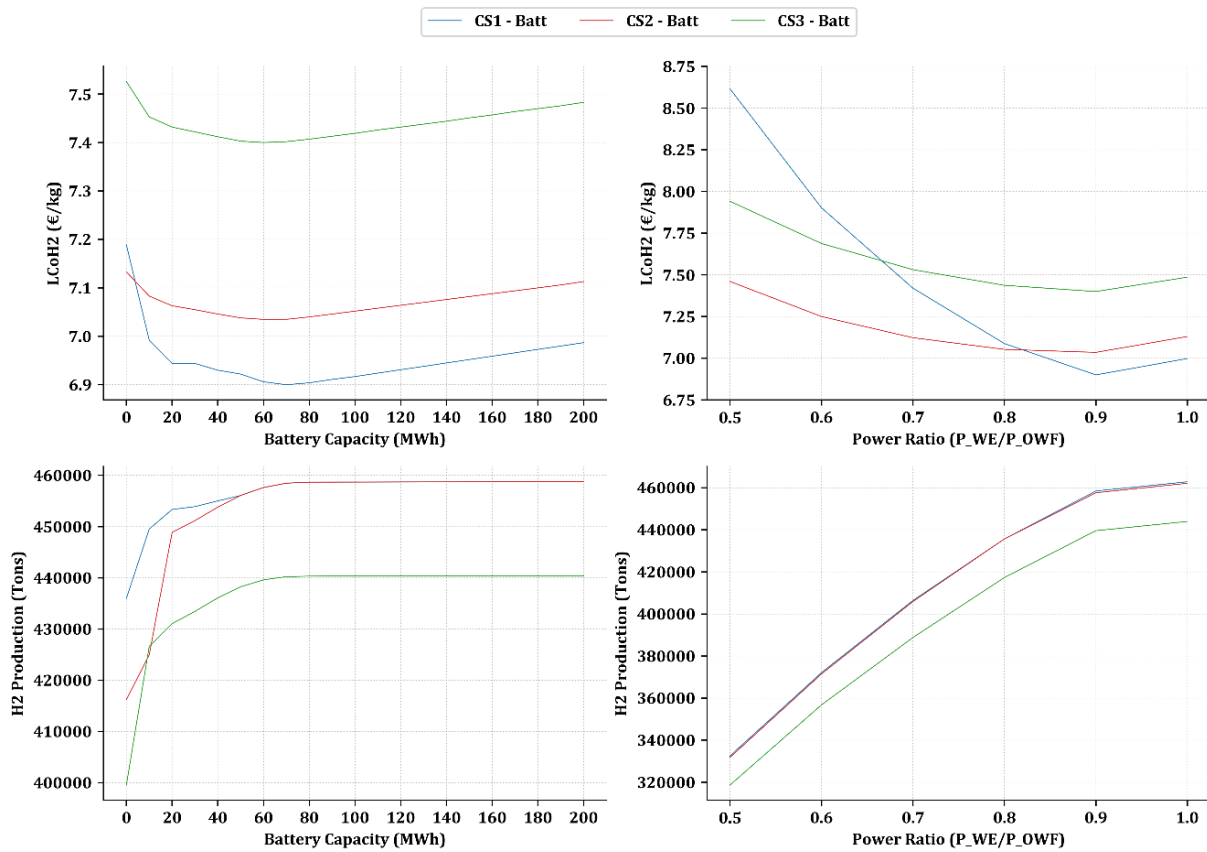 CS1 - Batt CS2 - Batt CS3 - Batt
7.5
7.4
7.3
7.2
7.1
7.0
6.9
LCoH2 (€/kg)
0 20 40 60 80 100 120 140 160 180 200
Battery Capacity (MWh)
8.75
8.50
8.25
8.00
7.75
7.50
7.25
7.00
6.75
LCoH2 (€/kg)
0.5 0.6 0.7 0.8 0.9 1.0
Power Ratio (P_WE/P_OWF)
460000
450000
440000
430000
420000
410000
400000
H2 Production (Tons)
0 20 40 60 80 100 120 140 160 180 200
Battery Capacity (MWh)
460000
440000
420000
400000
380000
360000
340000
320000
H2 Production (Tons)
0.5 0.6 0.7 0.8 0.9 1.0
Power Ratio (P_WE/P_OWF)